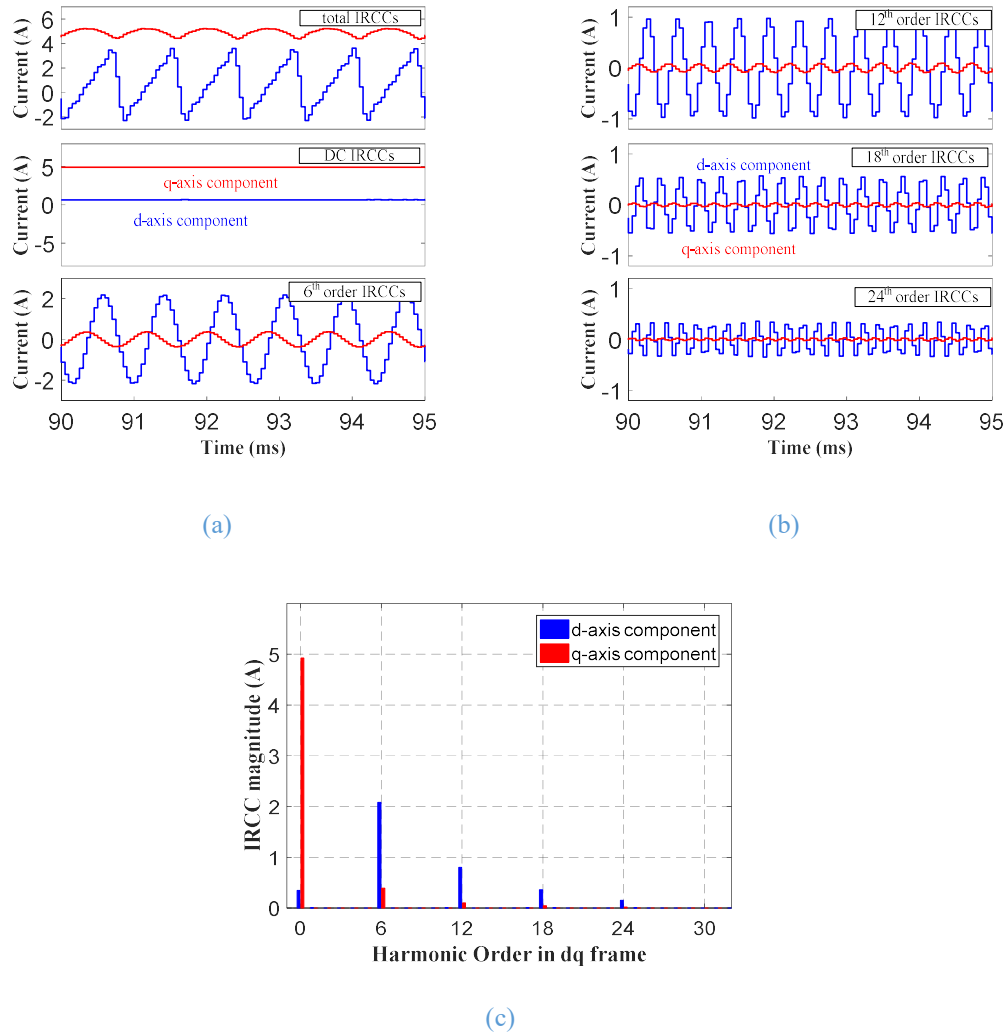 total IRCCs
Current (A)
6
4
2
0
-2
DC IRCCs
q-axis component
d-axis component
Current (A)
5
0
-5
6th order IRCCs
Current (A)
2
0
-2
90 91 92 93 94 95
Time (ms)
(a)
12th order IRCCs
Current (A)
1
0
-1
d-axis component
18th order IRCCs
q-axis component
Current (A)
1
0
-1
24th order IRCCs
Current (A)
1
0
-1
90 91 92 93 94 95
Time (ms)
(b)
d-axis component
q-axis component
IRCC magnitude (A)
5
4
3
2
1
0
0 6 12 18 24 30
Harmonic Order in dq frame
(c)